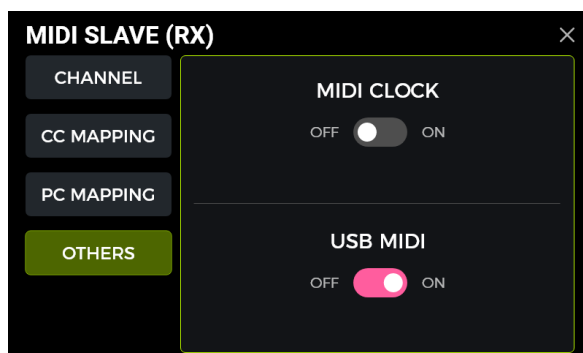 MIDI SLAVE (RX)
CHANNEL
CC MAPPING
PC MAPPING
OTHERS
MIDI CLOCK
OFF ON
USB MIDI
OFF ON